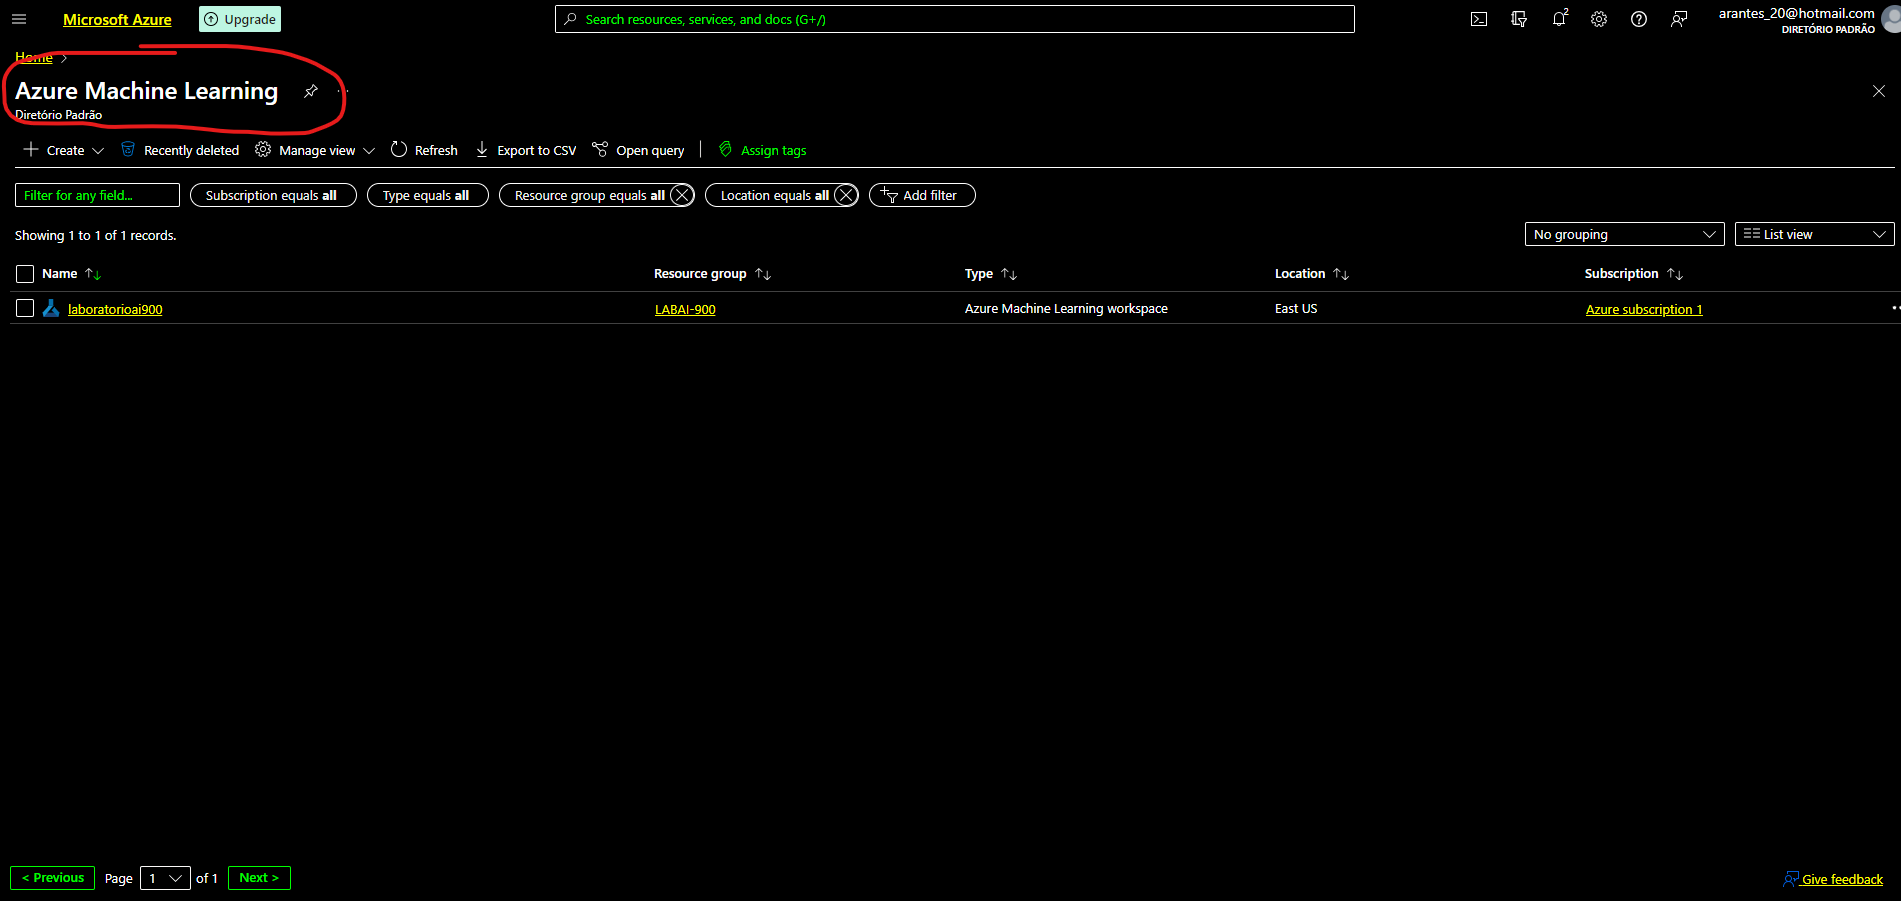 Microsoft Azure Upgrade Search resources, services, and docs (G+/) 2 arantes_20@hotmail.com
DIRETÓRIO PADRÃO
Home >
Azure Machine Learning
Diretório Padrão
Create Recently deleted Manage view Refresh Export to CSV Open query Assign tags
Filter for any field... Subscription equals all Type equals all Resource group equals all Location equals all Add filter
Showing 1 to 1 of 1 records. No grouping List view
Name Resource group Type Location Subscription
laboratorioai900 LABAI-900 Azure Machine Learning workspace East US Azure subscription 1
< Previous Page 1 of 1 Next > Give feedback